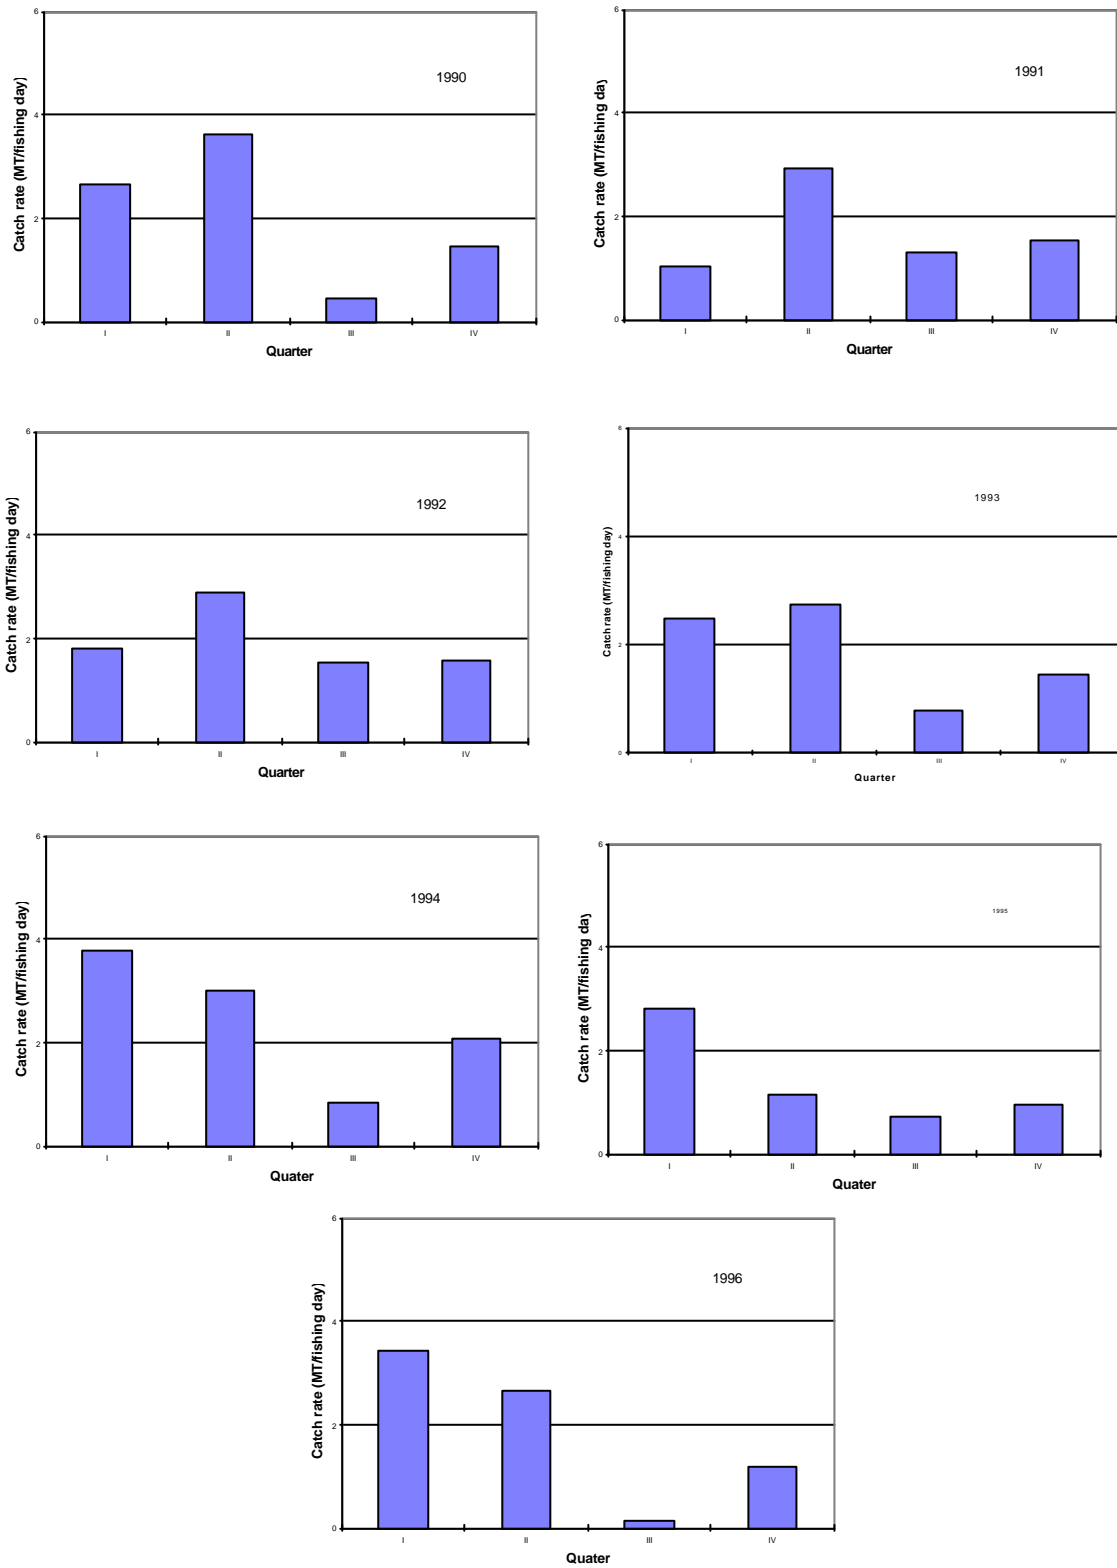 6
4
2
0
Catch rate (MT/fishing day)
1990
I II III IV
Quarter
6
4
2
0
Catch rate (MT/fishing day)
1991
I II III IV
Quarter
6
4
2
0
Catch rate (MT/fishing day)
1992
I II III IV
Quarter
6
4
2
0
Catch rate (MT/fishing day)
1993
I II III IV
Quarter
6
4
2
0
Catch rate (MT/fishing day)
1994
I II III IV
Quater
6
4
2
0
Catch rate (MT/fishing day)
1995
I II III IV
Quater
6
4
2
0
Catch rate (MT/fishing day)
1996
I II III IV
Quater